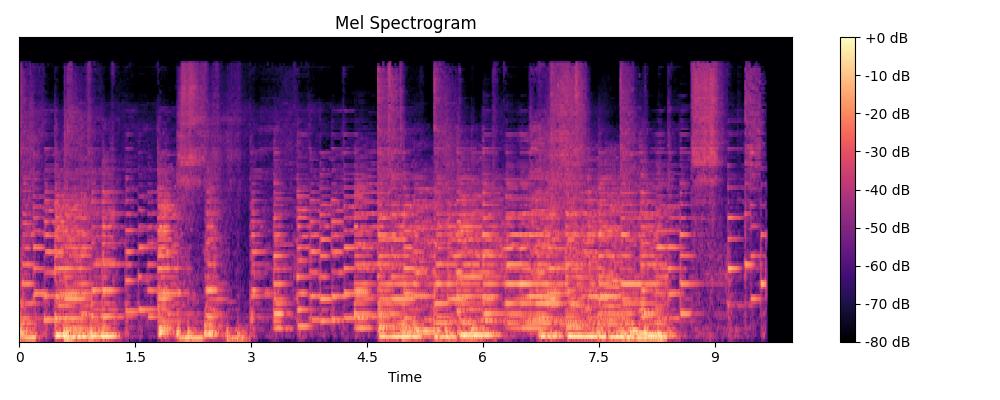 Mel Spectrogram
+0 dB
-10 dB
-20 dB
-30 dB
-40 dB
-50 dB
-60 dB
-70 dB
-80 dB
0
1.5
3
4.5
6
7.5
9
Time